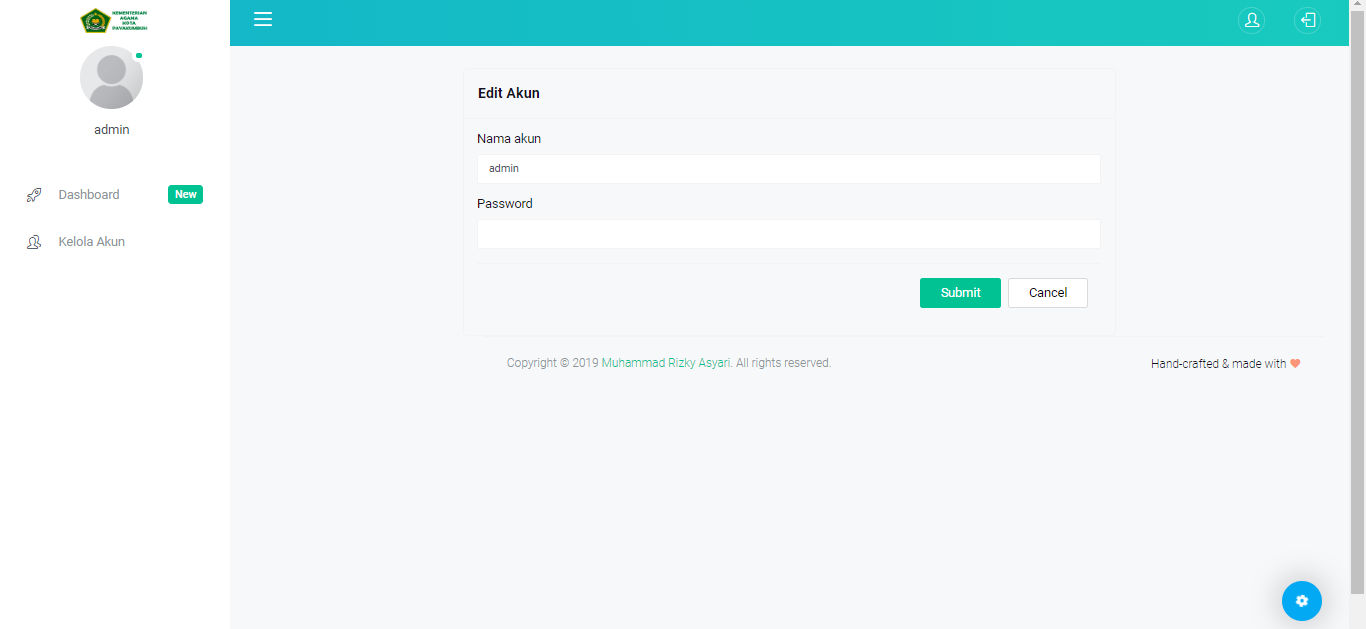 KEMENTERIAN
AGAMA
KOTA
PAYAKUMBUH
admin
Dashboard New
Kelola Akun
Edit Akun
Nama akun
admin
Password
Submit Cancel
Copyright © 2019 Muhammad Rizky Asyari. All rights reserved.
Hand-crafted & made with